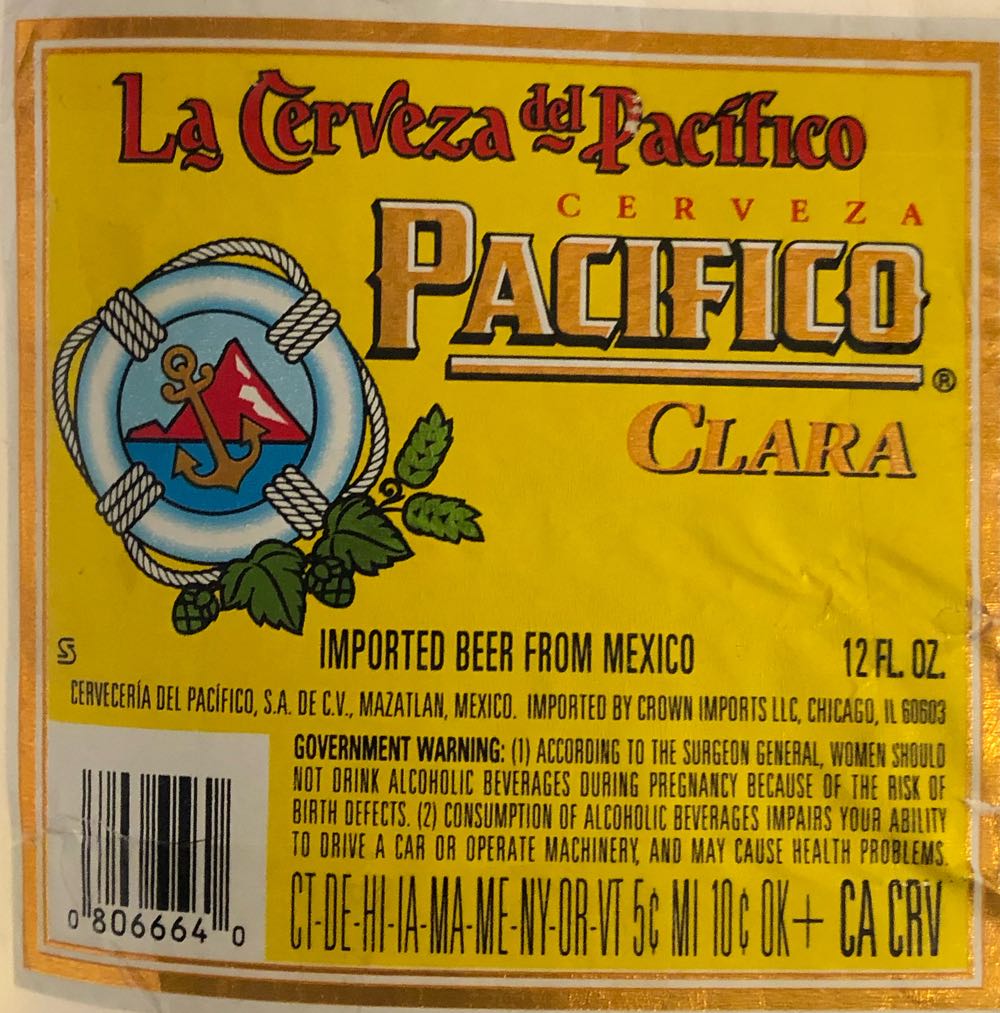 La Cerveza del Pacífico
CERVEZA
PACIFICO
®
CLARA
S
IMPORTED BEER FROM MEXICO 12 FL. OZ.
CERVECERÍA DEL PACÍFICO, S.A. DE C.V., MAZATLAN, MEXICO. IMPORTED BY CROWN IMPORTS LLC, CHICAGO, IL 60603
GOVERNMENT WARNING: (1) ACCORDING TO THE SURGEON GENERAL, WOMEN SHOULD
NOT DRINK ALCOHOLIC BEVERAGES DURING PREGNANCY BECAUSE OF THE RISK OF
BIRTH DEFECTS. (2) CONSUMPTION OF ALCOHOLIC BEVERAGES IMPAIRS YOUR ABILITY
TO DRIVE A CAR OR OPERATE MACHINERY, AND MAY CAUSE HEALTH PROBLEMS.
CT-DE-HI-IA-MA-ME-NY-OR-VT 5¢ MI 10¢ OK+ CA CRV
0 806664 0